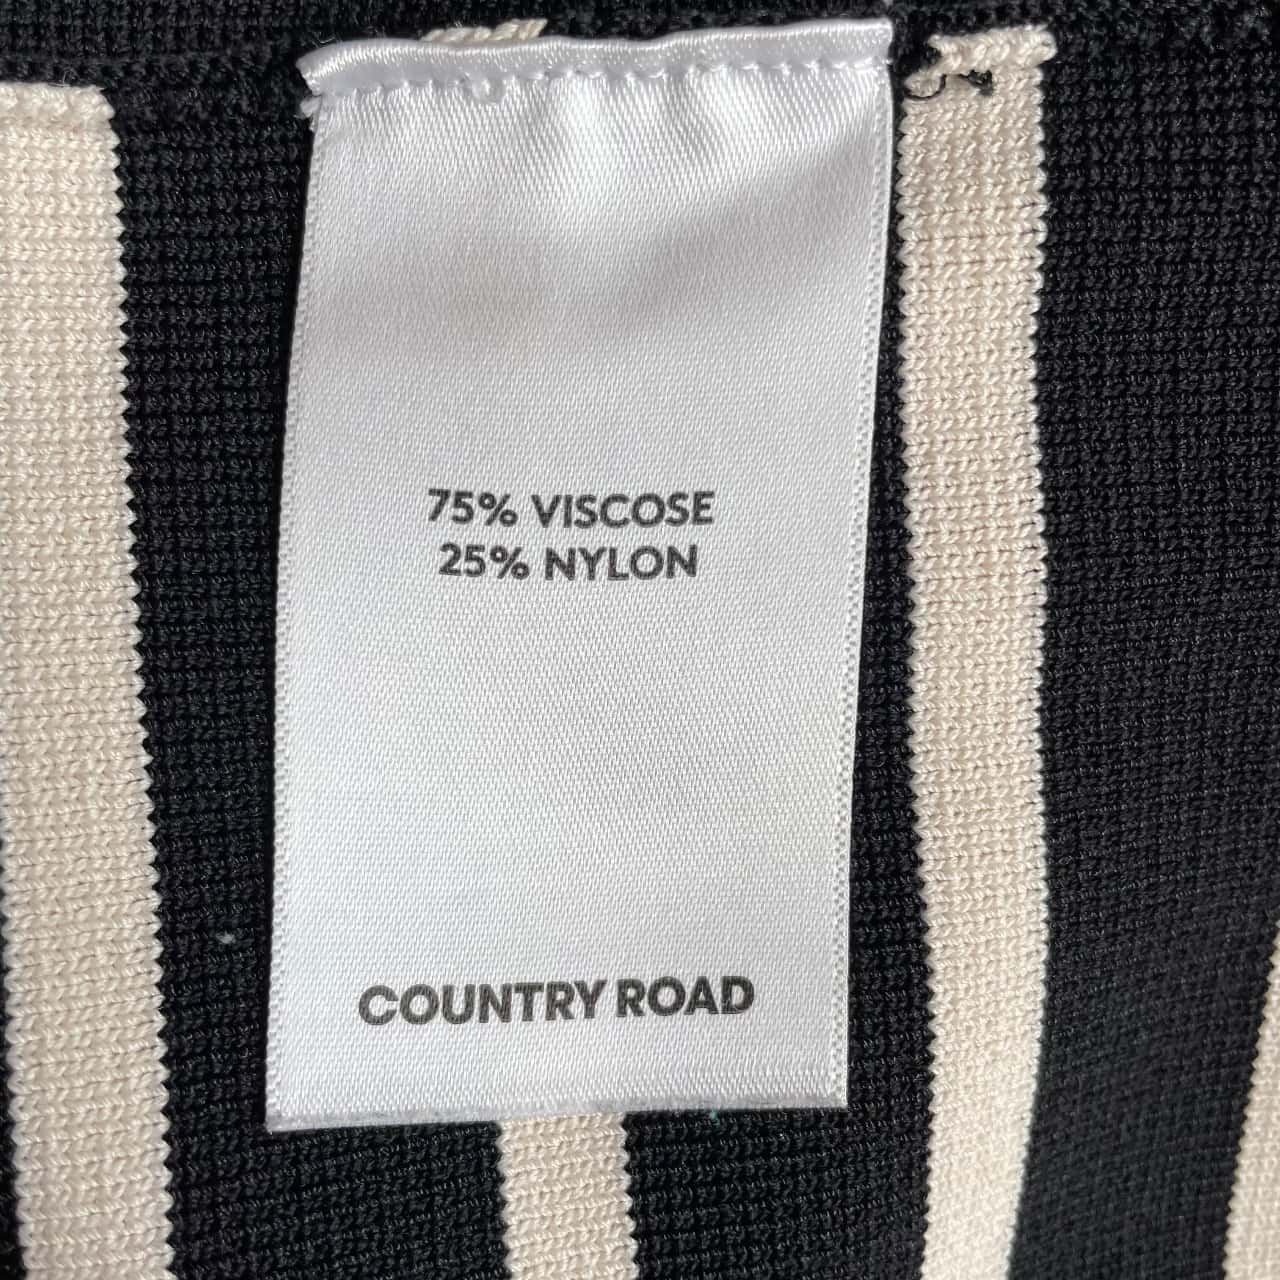 75% VISCOSE
25% NYLON
COUNTRY ROAD